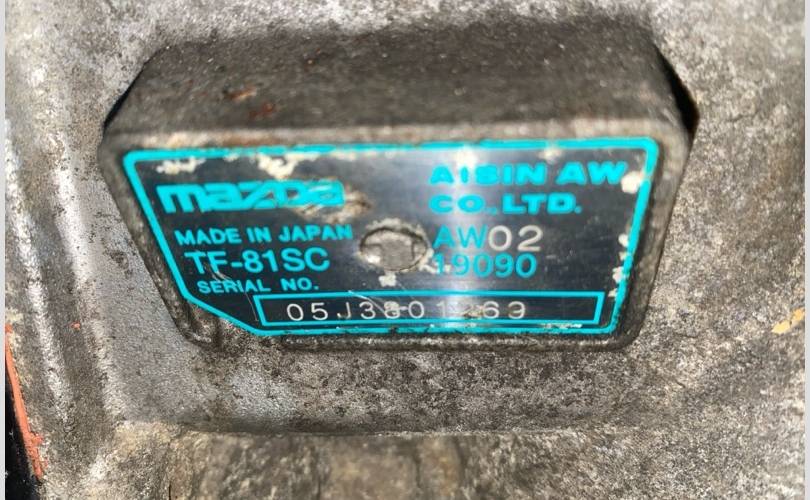 mazda
AISIN AW
CO.,LTD.
MADE IN JAPAN
AW02
TF-81SC
19090
SERIAL NO.